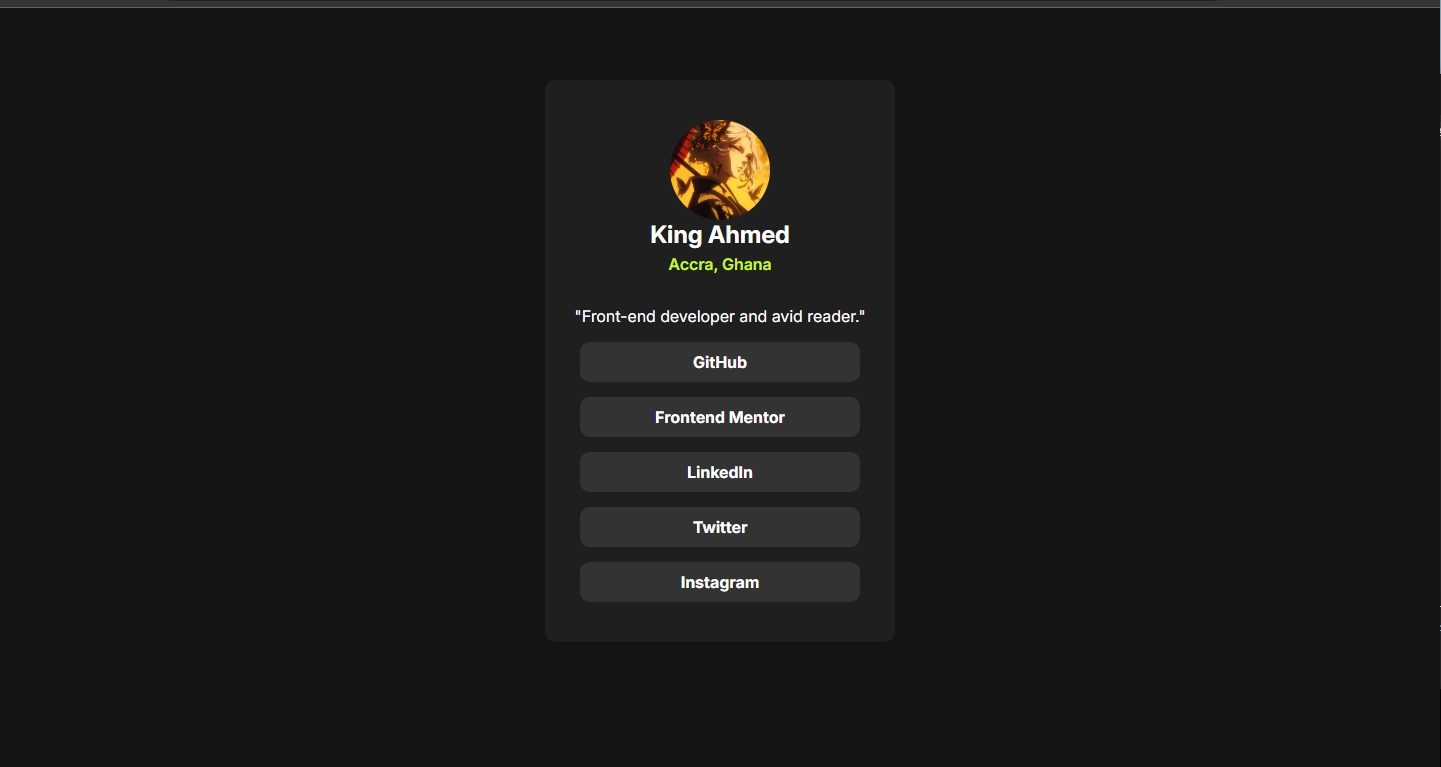 King Ahmed
Accra, Ghana
"Front-end developer and avid reader."
GitHub
Frontend Mentor
LinkedIn
Twitter
Instagram